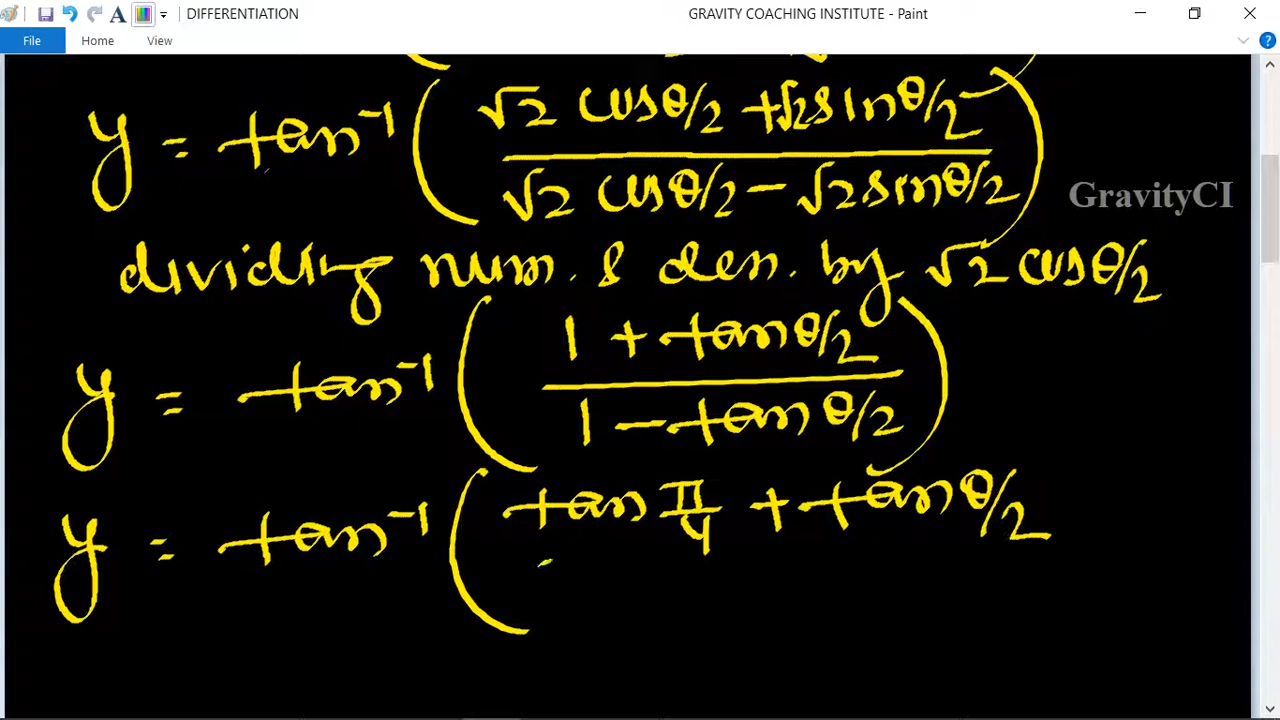 DIFFERENTIATION GRAVITY COACHING INSTITUTE - Paint
File Home View
y = tan⁻¹ ( (√2 cosθ/2 + √2 sinθ/2) / (√2 cosθ/2 - √2 sinθ/2) )
GravityCI
dividing num. & den. by √2 cosθ/2
y = tan⁻¹ ( (1 + tanθ/2) / (1 - tanθ/2) )
y = tan⁻¹ ( tan π/4 + tanθ/2